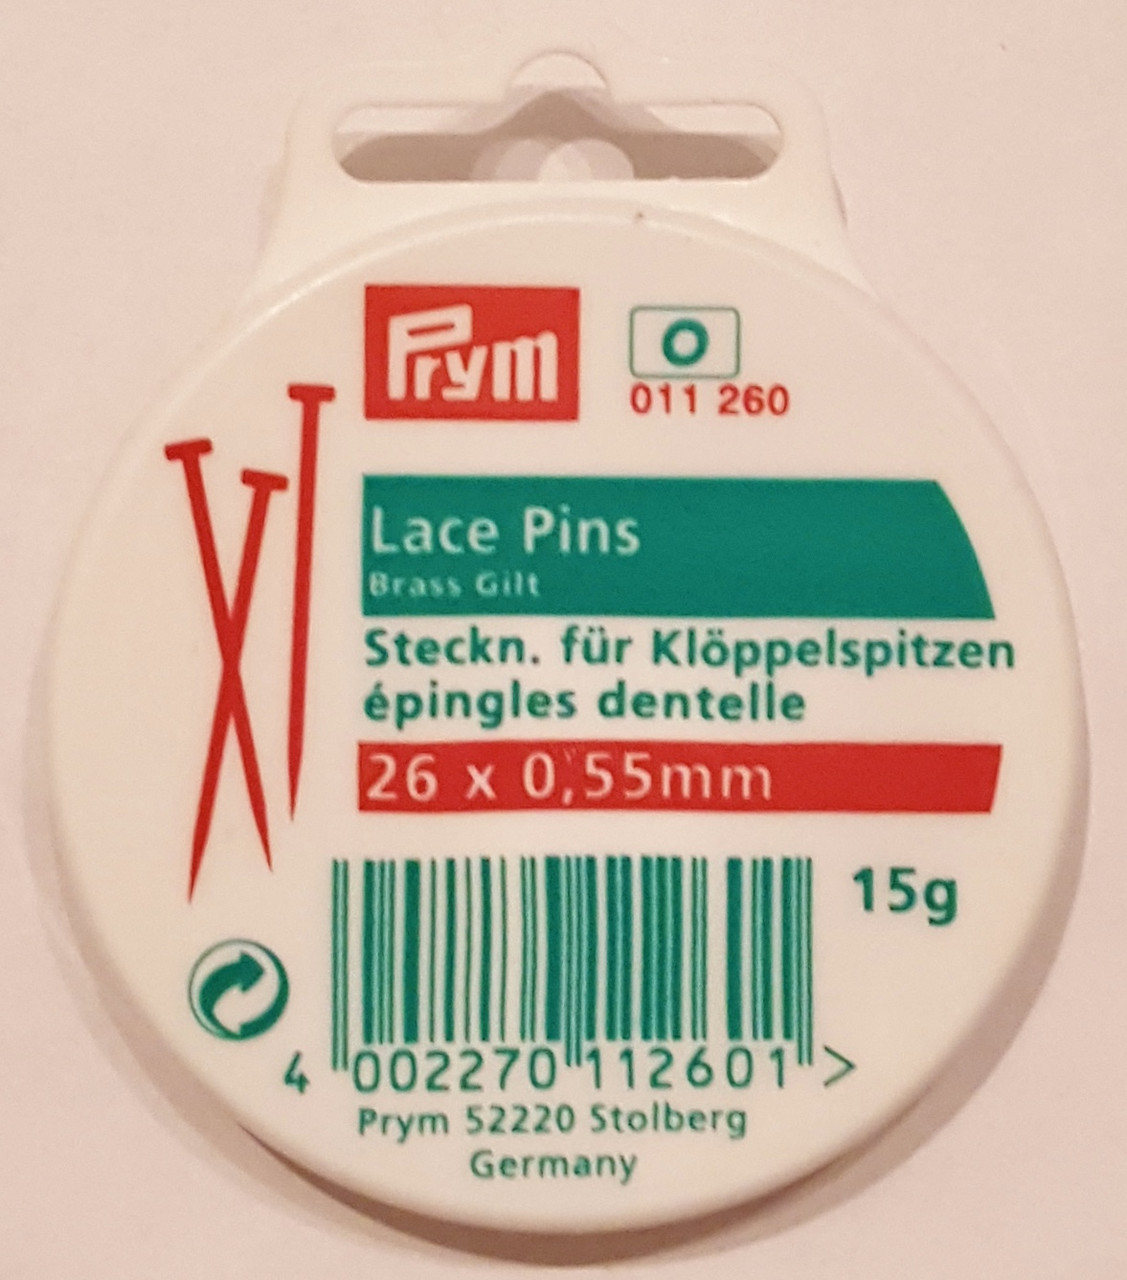 Prym
O
011 260
Lace Pins
Brass Gilt
Steckn. für Klöppelspitzen
épingles dentelle
26 x 0,55mm
15g
4 002270 112601 >
Prym 52220 Stolberg
Germany